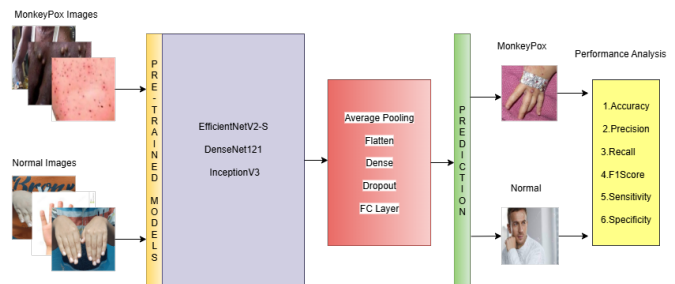 MonkeyPox Images
Normal Images
PRE-TRAINED MODELS
EfficientNetV2-S
DenseNet121
InceptionV3
Average Pooling
Flatten
Dense
Dropout
FC Layer
PREDICTION
MonkeyPox
Normal
Performance Analysis
1.Accuracy
2.Precision
3.Recall
4.F1Score
5.Sensitivity
6.Specificity